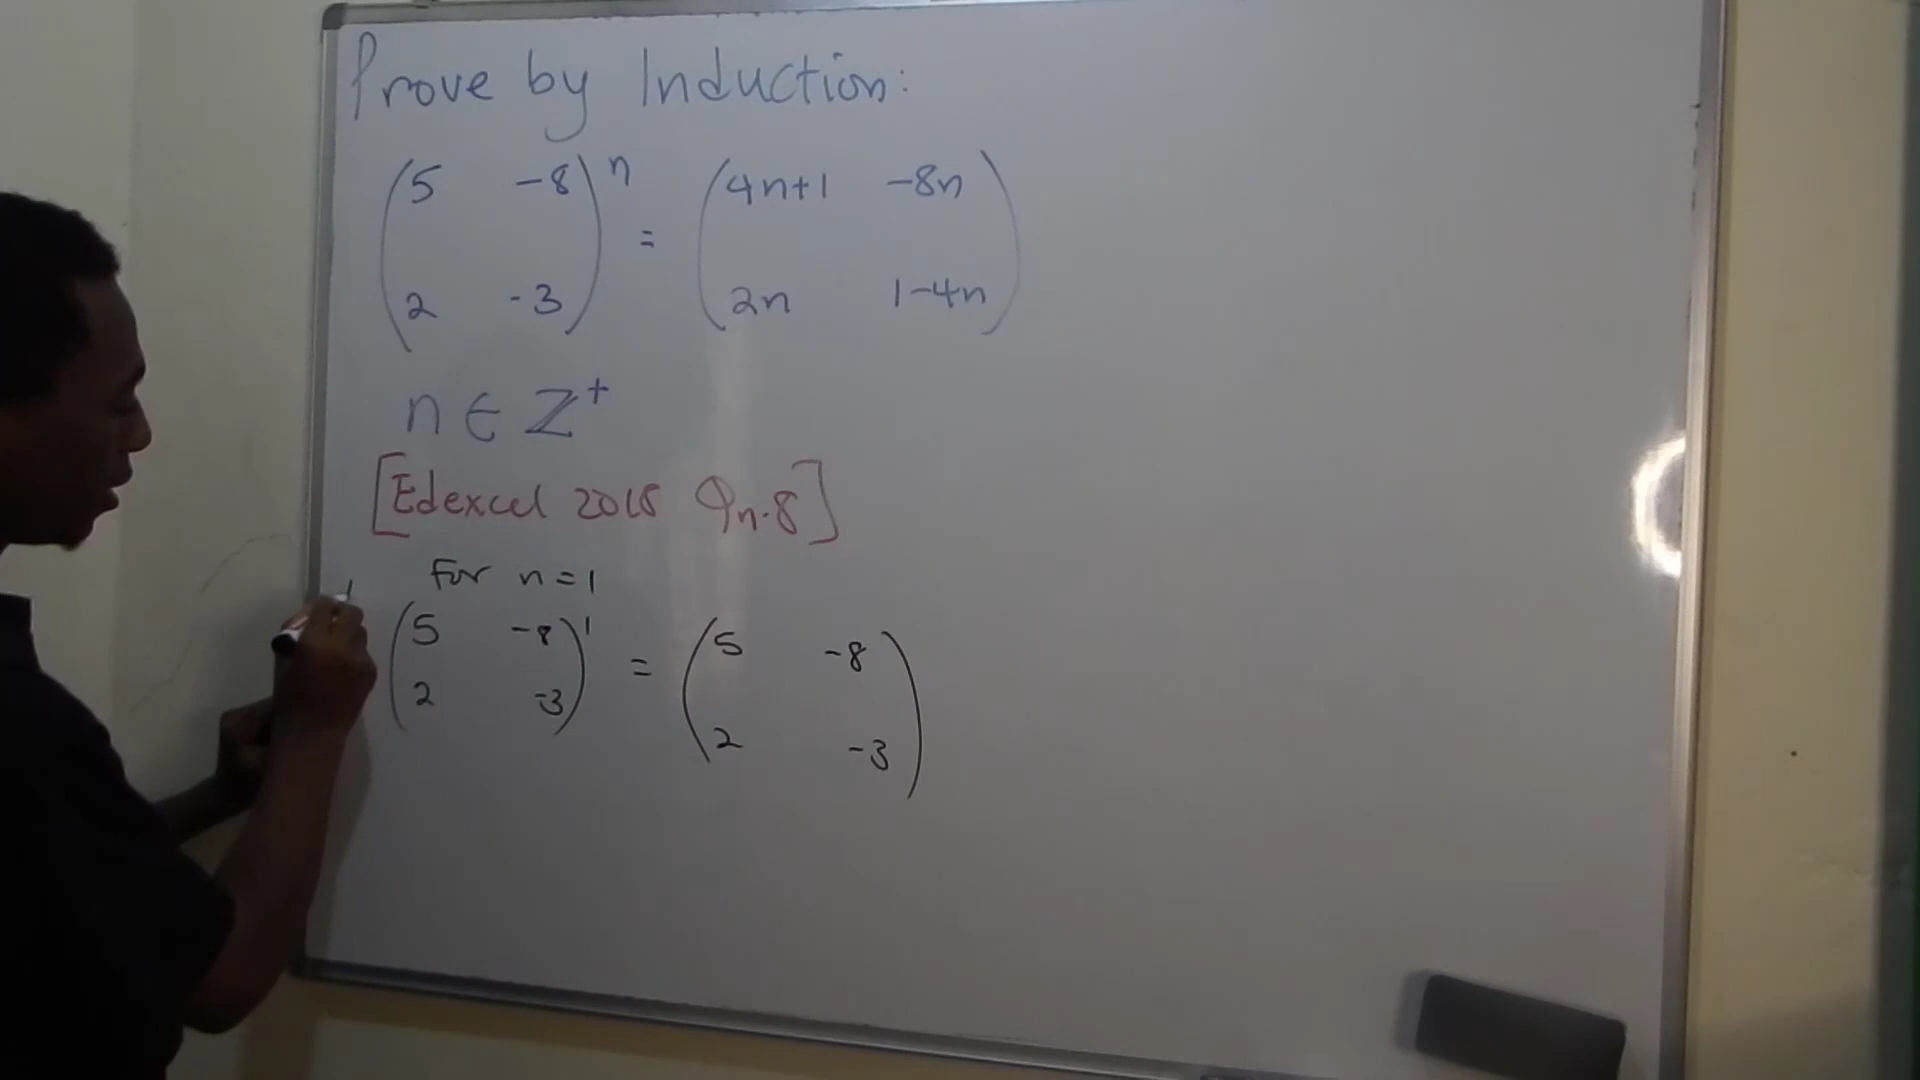 Prove by Induction:
(5 -8)ⁿ = (4n+1 -8n)
(2 -3) (2n 1-4n)
n ∈ ℤ⁺
[Edexcel 2018 Qn.8]
For n = 1
(5 -8)¹ = (5 -8)
(2 -3) (2 -3)